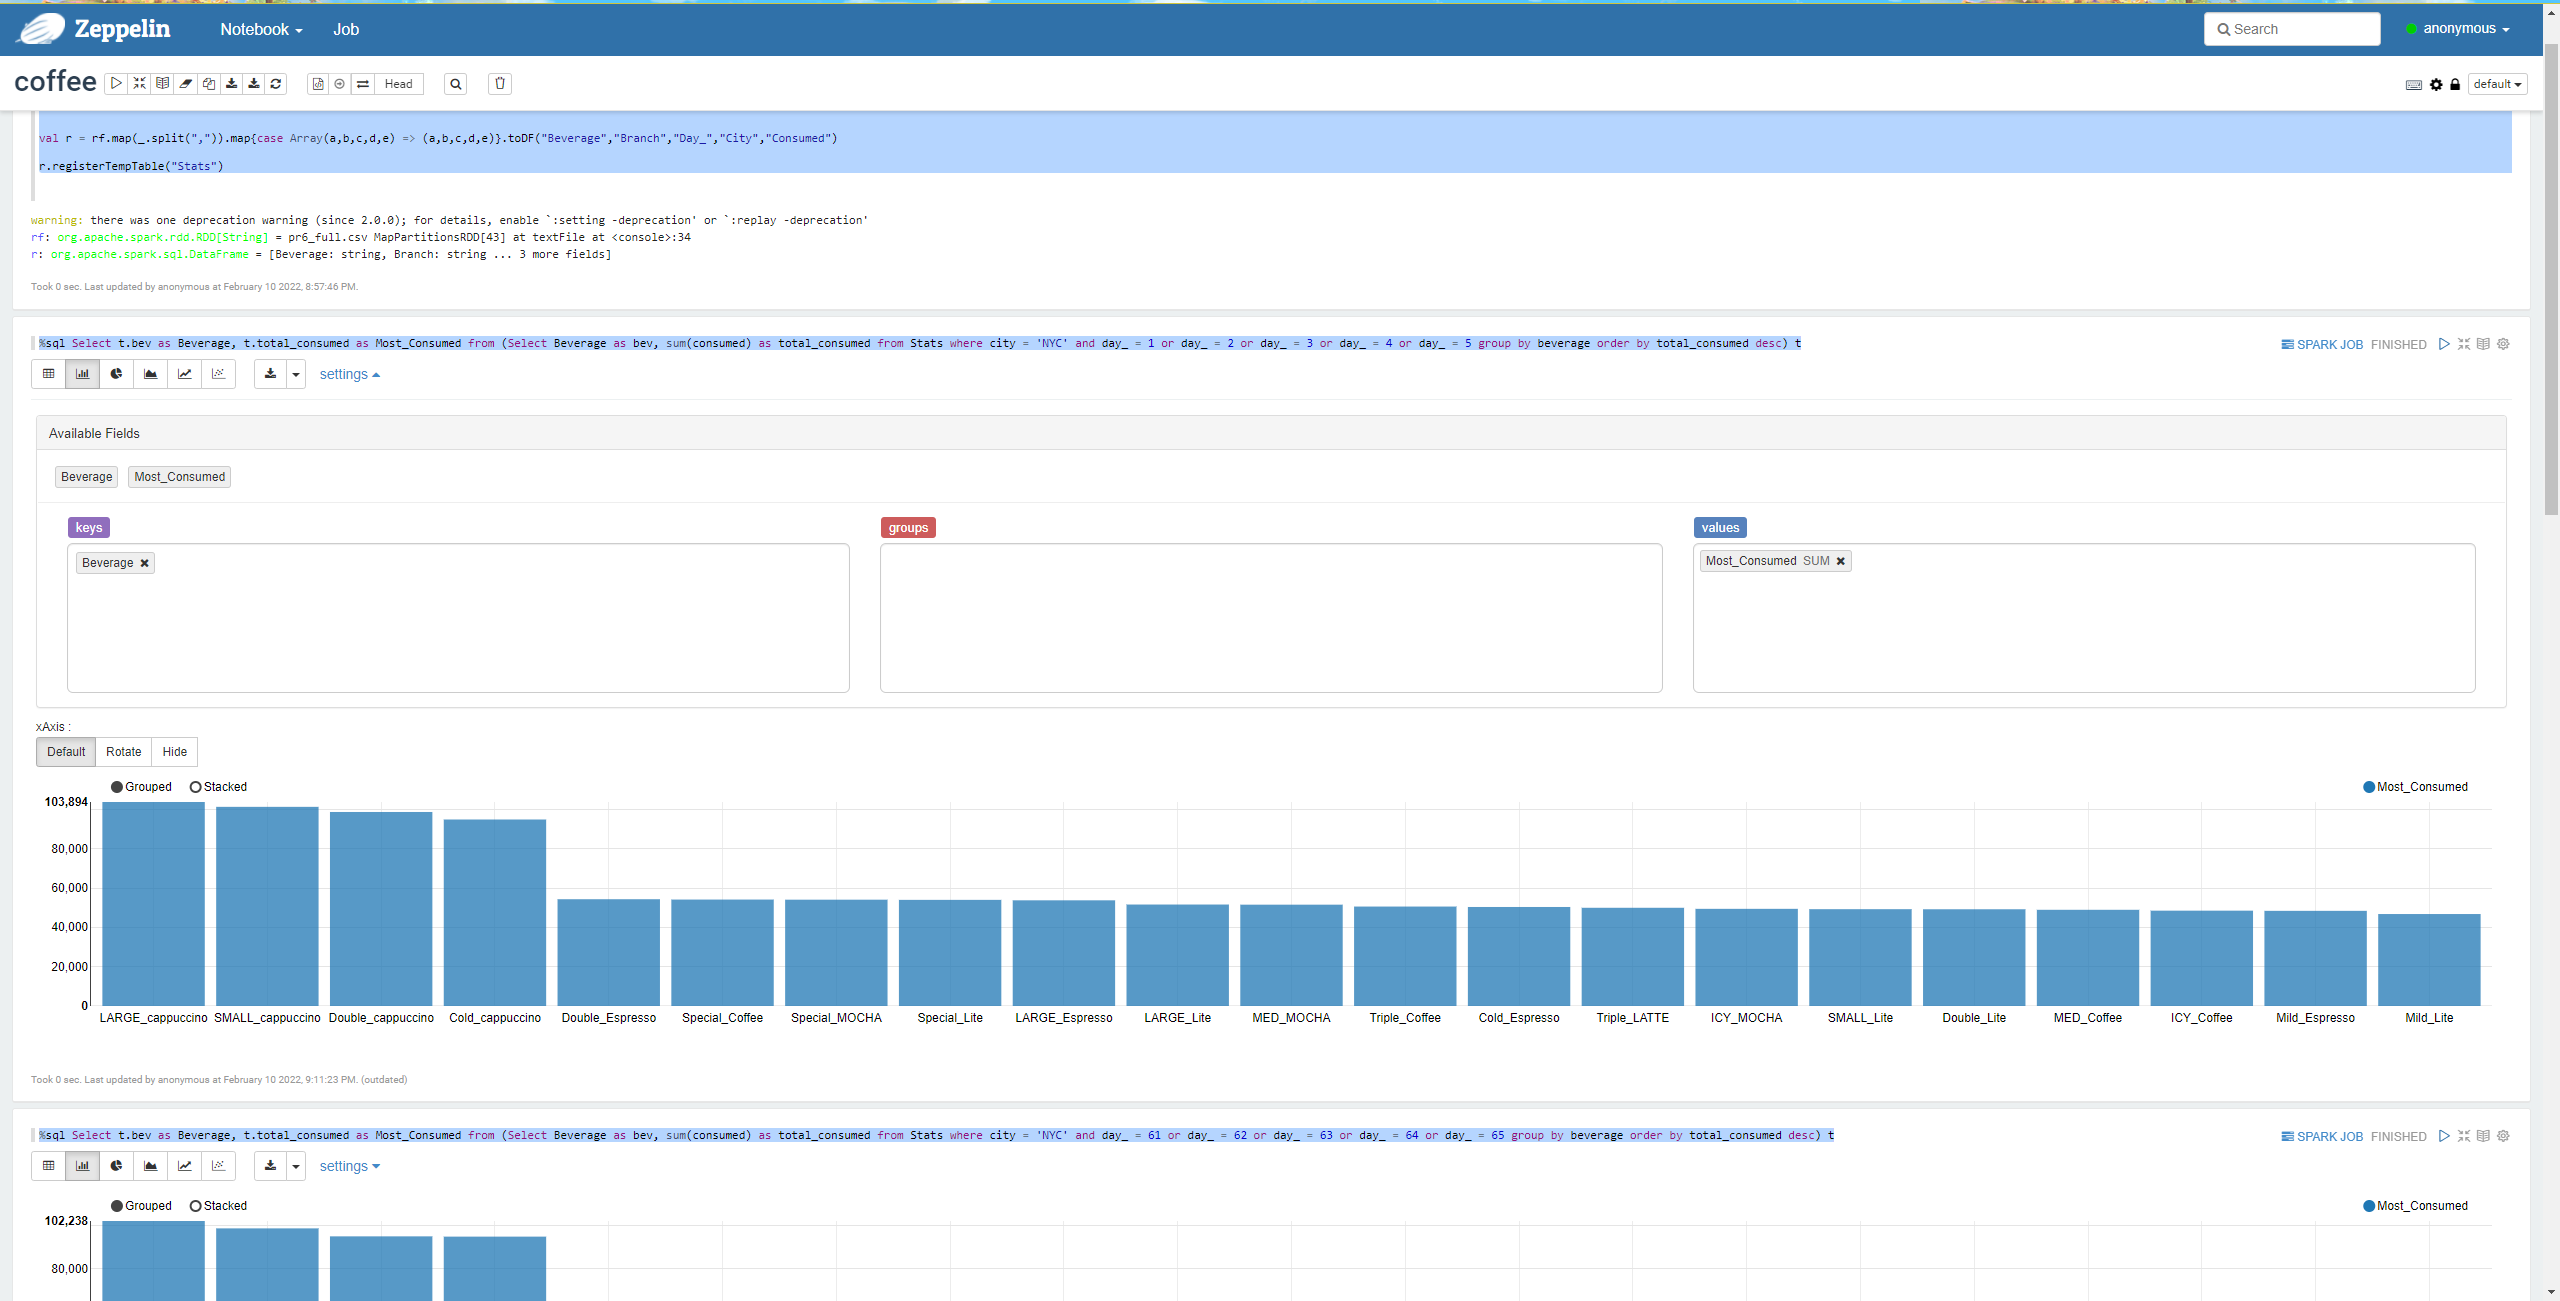 Zeppelin Notebook Job Search anonymous
coffee Head default
val r = rf.map(_.split(",")).map{case Array(a,b,c,d,e) => (a,b,c,d,e)}.toDF("Beverage","Branch","Day_","City","Consumed")
r.registerTempTable("Stats")
warning: there was one deprecation warning (since 2.0.0); for details, enable `:setting -deprecation' or `:replay -deprecation'
rf: org.apache.spark.rdd.RDD[String] = pr6_full.csv MapPartitionsRDD[43] at textFile at <console>:34
r: org.apache.spark.sql.DataFrame = [Beverage: string, Branch: string ... 3 more fields]
Took 0 sec. Last updated by anonymous at February 10 2022, 8:57:46 PM.
%sql Select t.bev as Beverage, t.total_consumed as Most_Consumed from (Select Beverage as bev, sum(consumed) as total_consumed from Stats where city = 'NYC' and day_ = 1 or day_ = 2 or day_ = 3 or day_ = 4 or day_ = 5 group by beverage order by total_consumed desc) t
SPARK JOB FINISHED
settings
Available Fields
Beverage Most_Consumed
keys groups values
Beverage Most_Consumed SUM
xAxis :
Default Rotate Hide
Grouped Stacked Most_Consumed
103,894
80,000
60,000
40,000
20,000
0
LARGE_cappuccino SMALL_cappuccino Double_cappuccino Cold_cappuccino Double_Espresso Special_Coffee Special_MOCHA Special_Lite LARGE_Espresso LARGE_Lite MED_MOCHA Triple_Coffee Cold_Espresso Triple_LATTE ICY_MOCHA SMALL_Lite Double_Lite MED_Coffee ICY_Coffee Mild_Espresso Mild_Lite
Took 0 sec. Last updated by anonymous at February 10 2022, 9:11:23 PM. (outdated)
%sql Select t.bev as Beverage, t.total_consumed as Most_Consumed from (Select Beverage as bev, sum(consumed) as total_consumed from Stats where city = 'NYC' and day_ = 61 or day_ = 62 or day_ = 63 or day_ = 64 or day_ = 65 group by beverage order by total_consumed desc) t
SPARK JOB FINISHED
settings
Grouped Stacked Most_Consumed
102,238
80,000